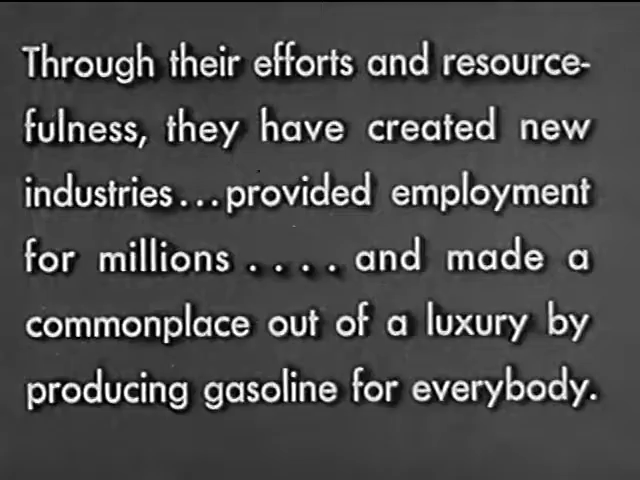 Through their efforts and resource-
fulness, they have created new
industries...provided employment
for millions .... and made a
commonplace out of a luxury by
producing gasoline for everybody.